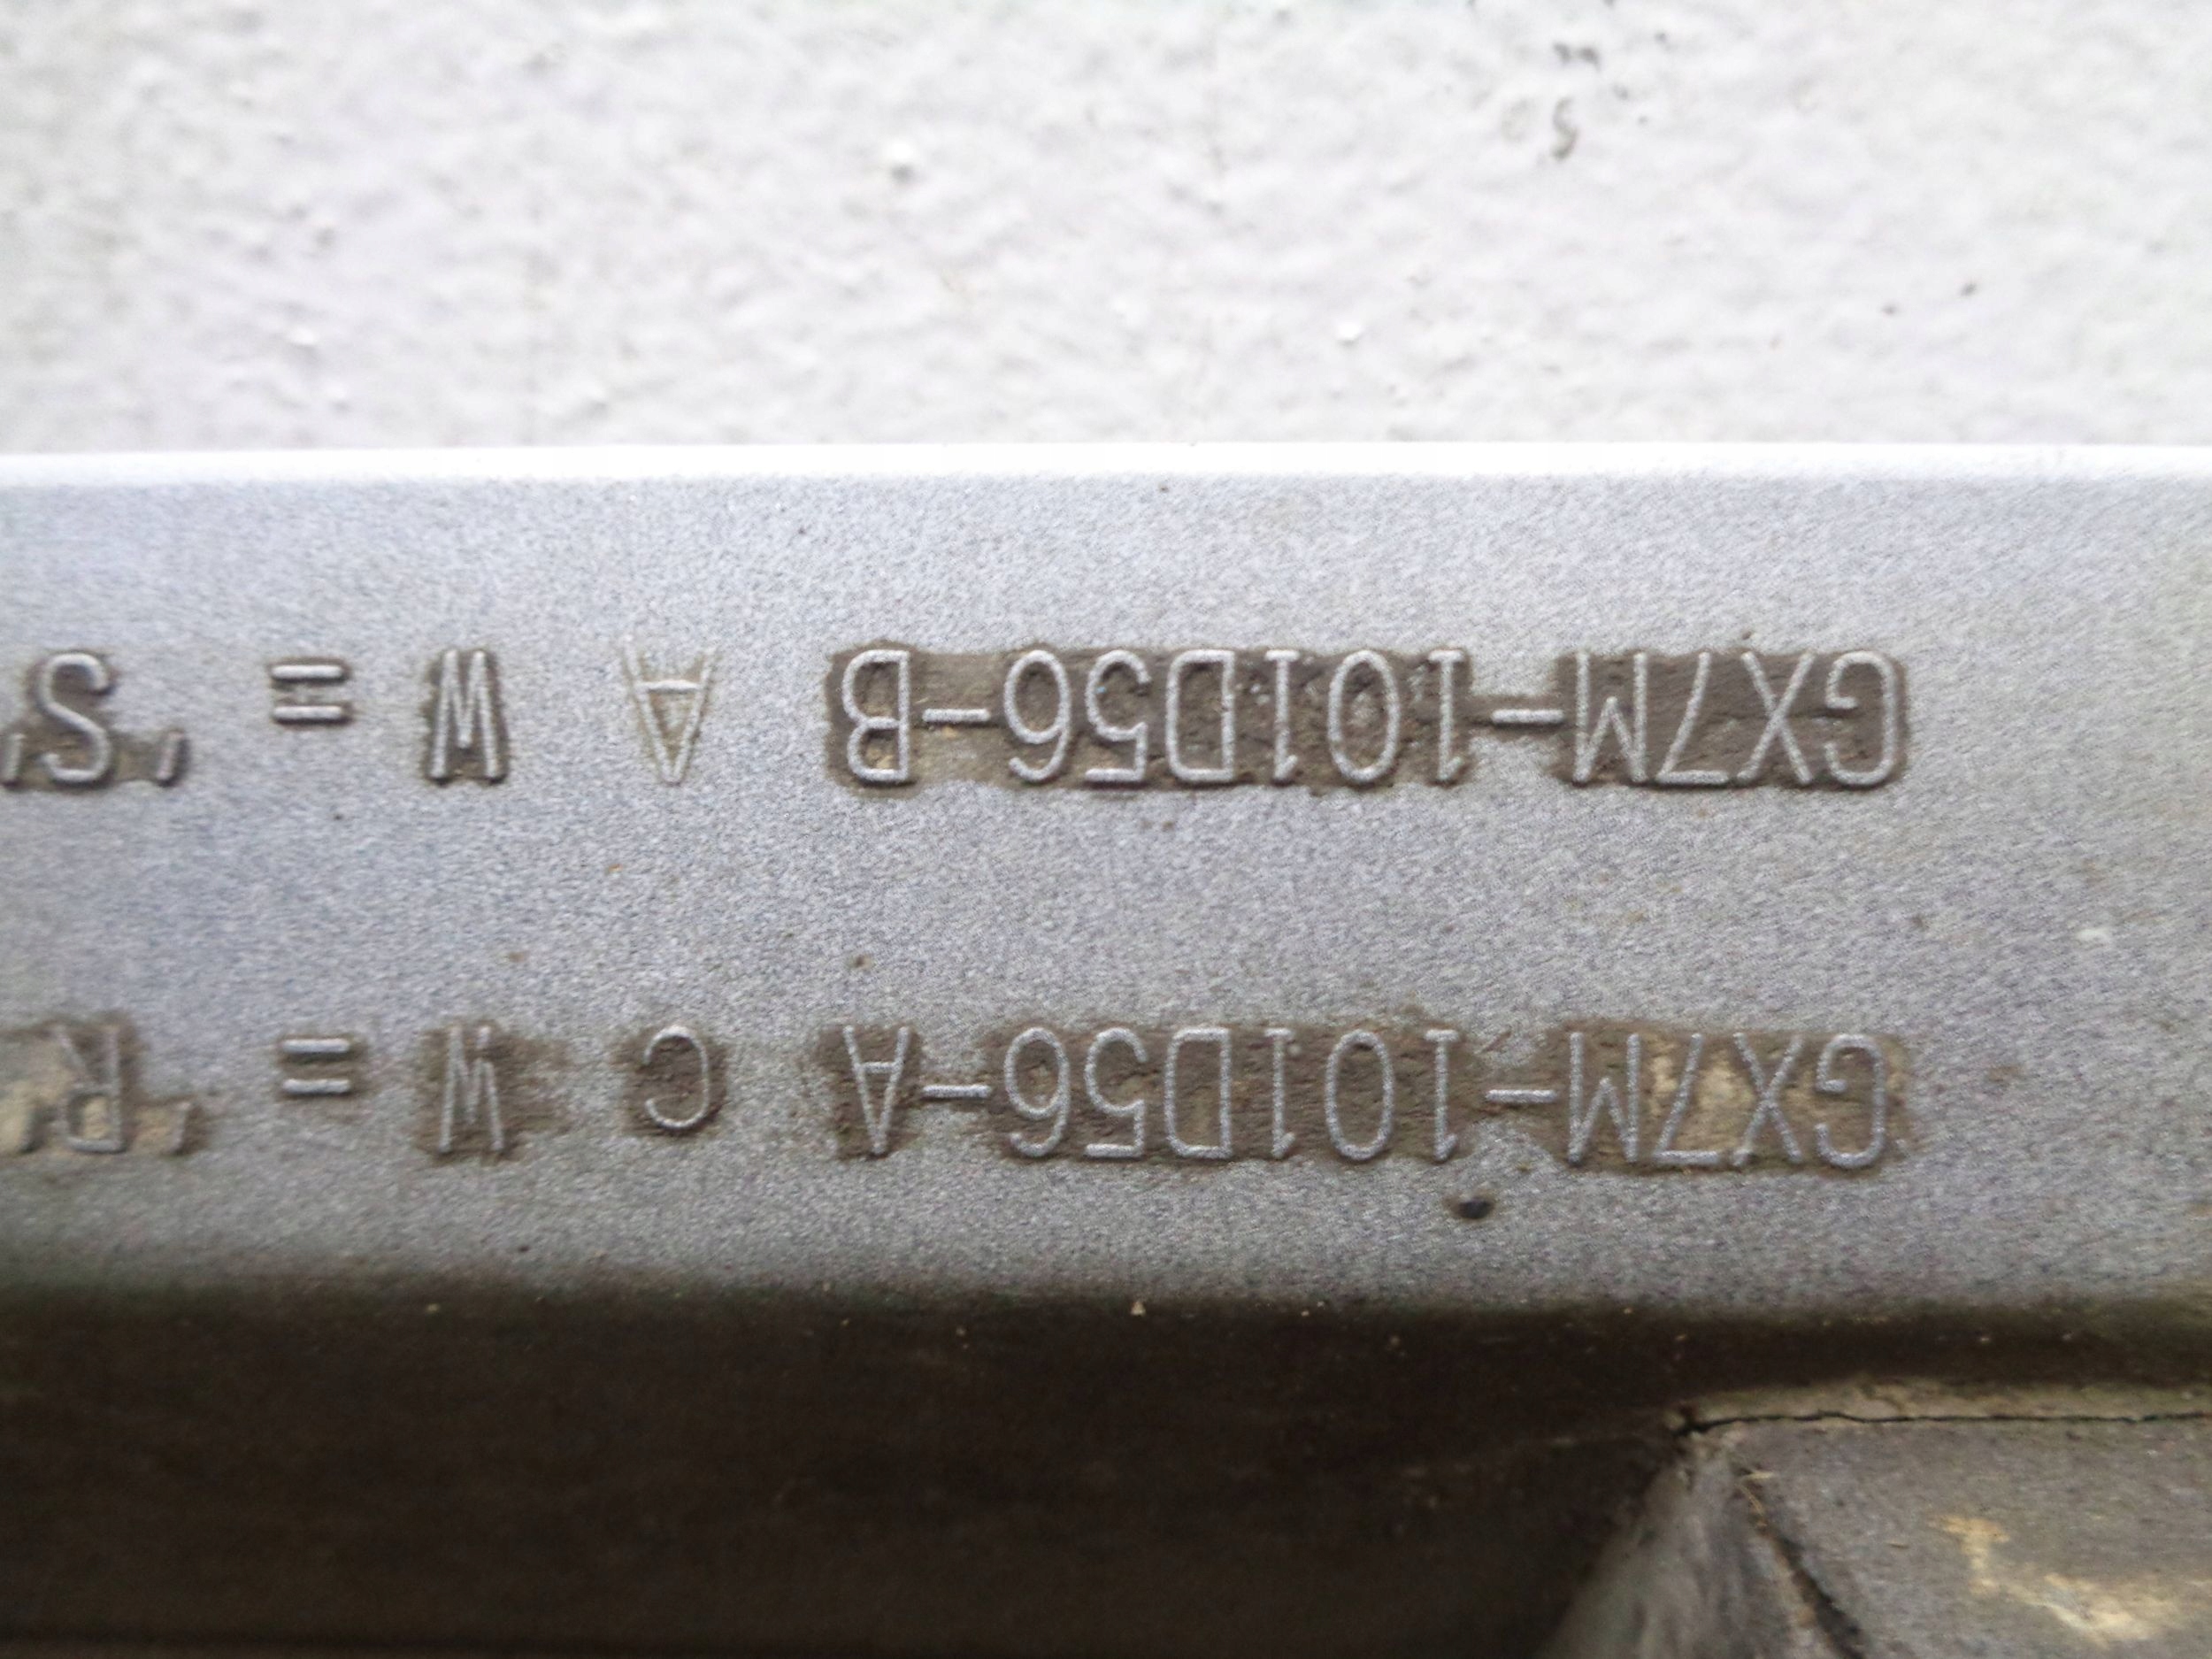 GX7M-101D56-A C W = 'R'
GX7M-101D56-B A W = 'S'